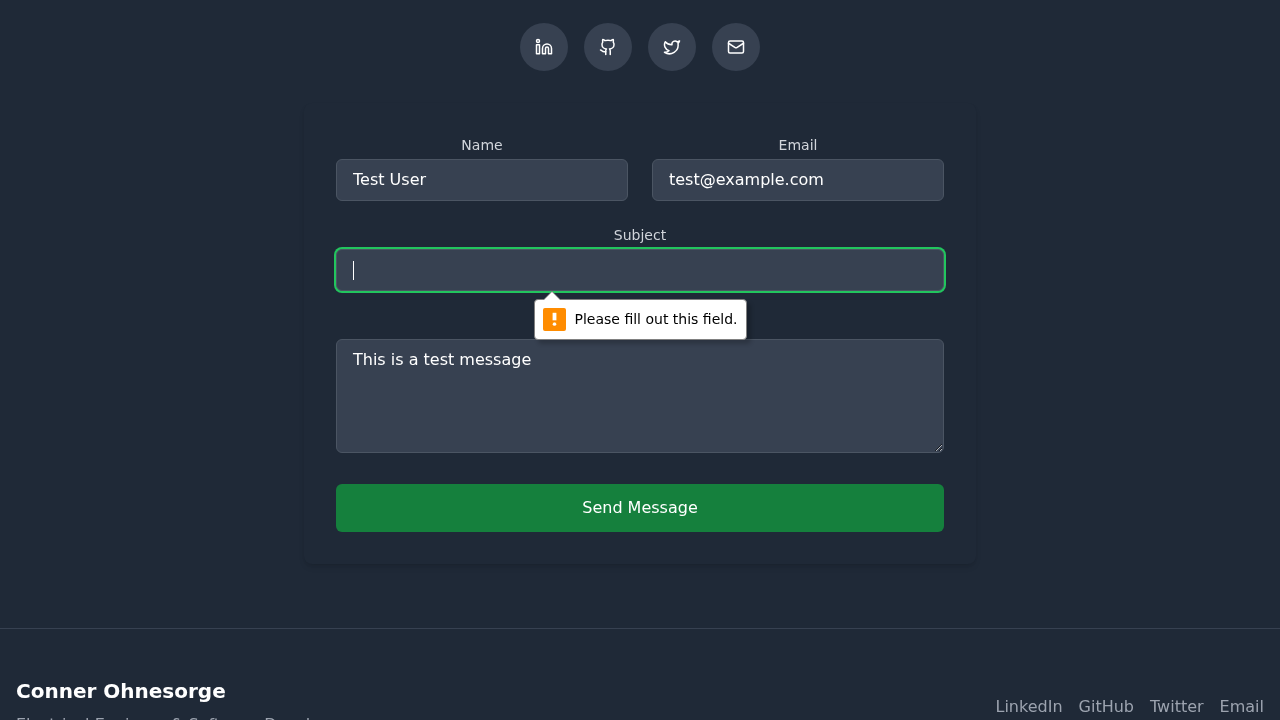 Name
Email
Test User
test@example.com
Subject
Please fill out this field.
This is a test message
Send Message
Conner Ohnesorge
LinkedIn GitHub Twitter Email